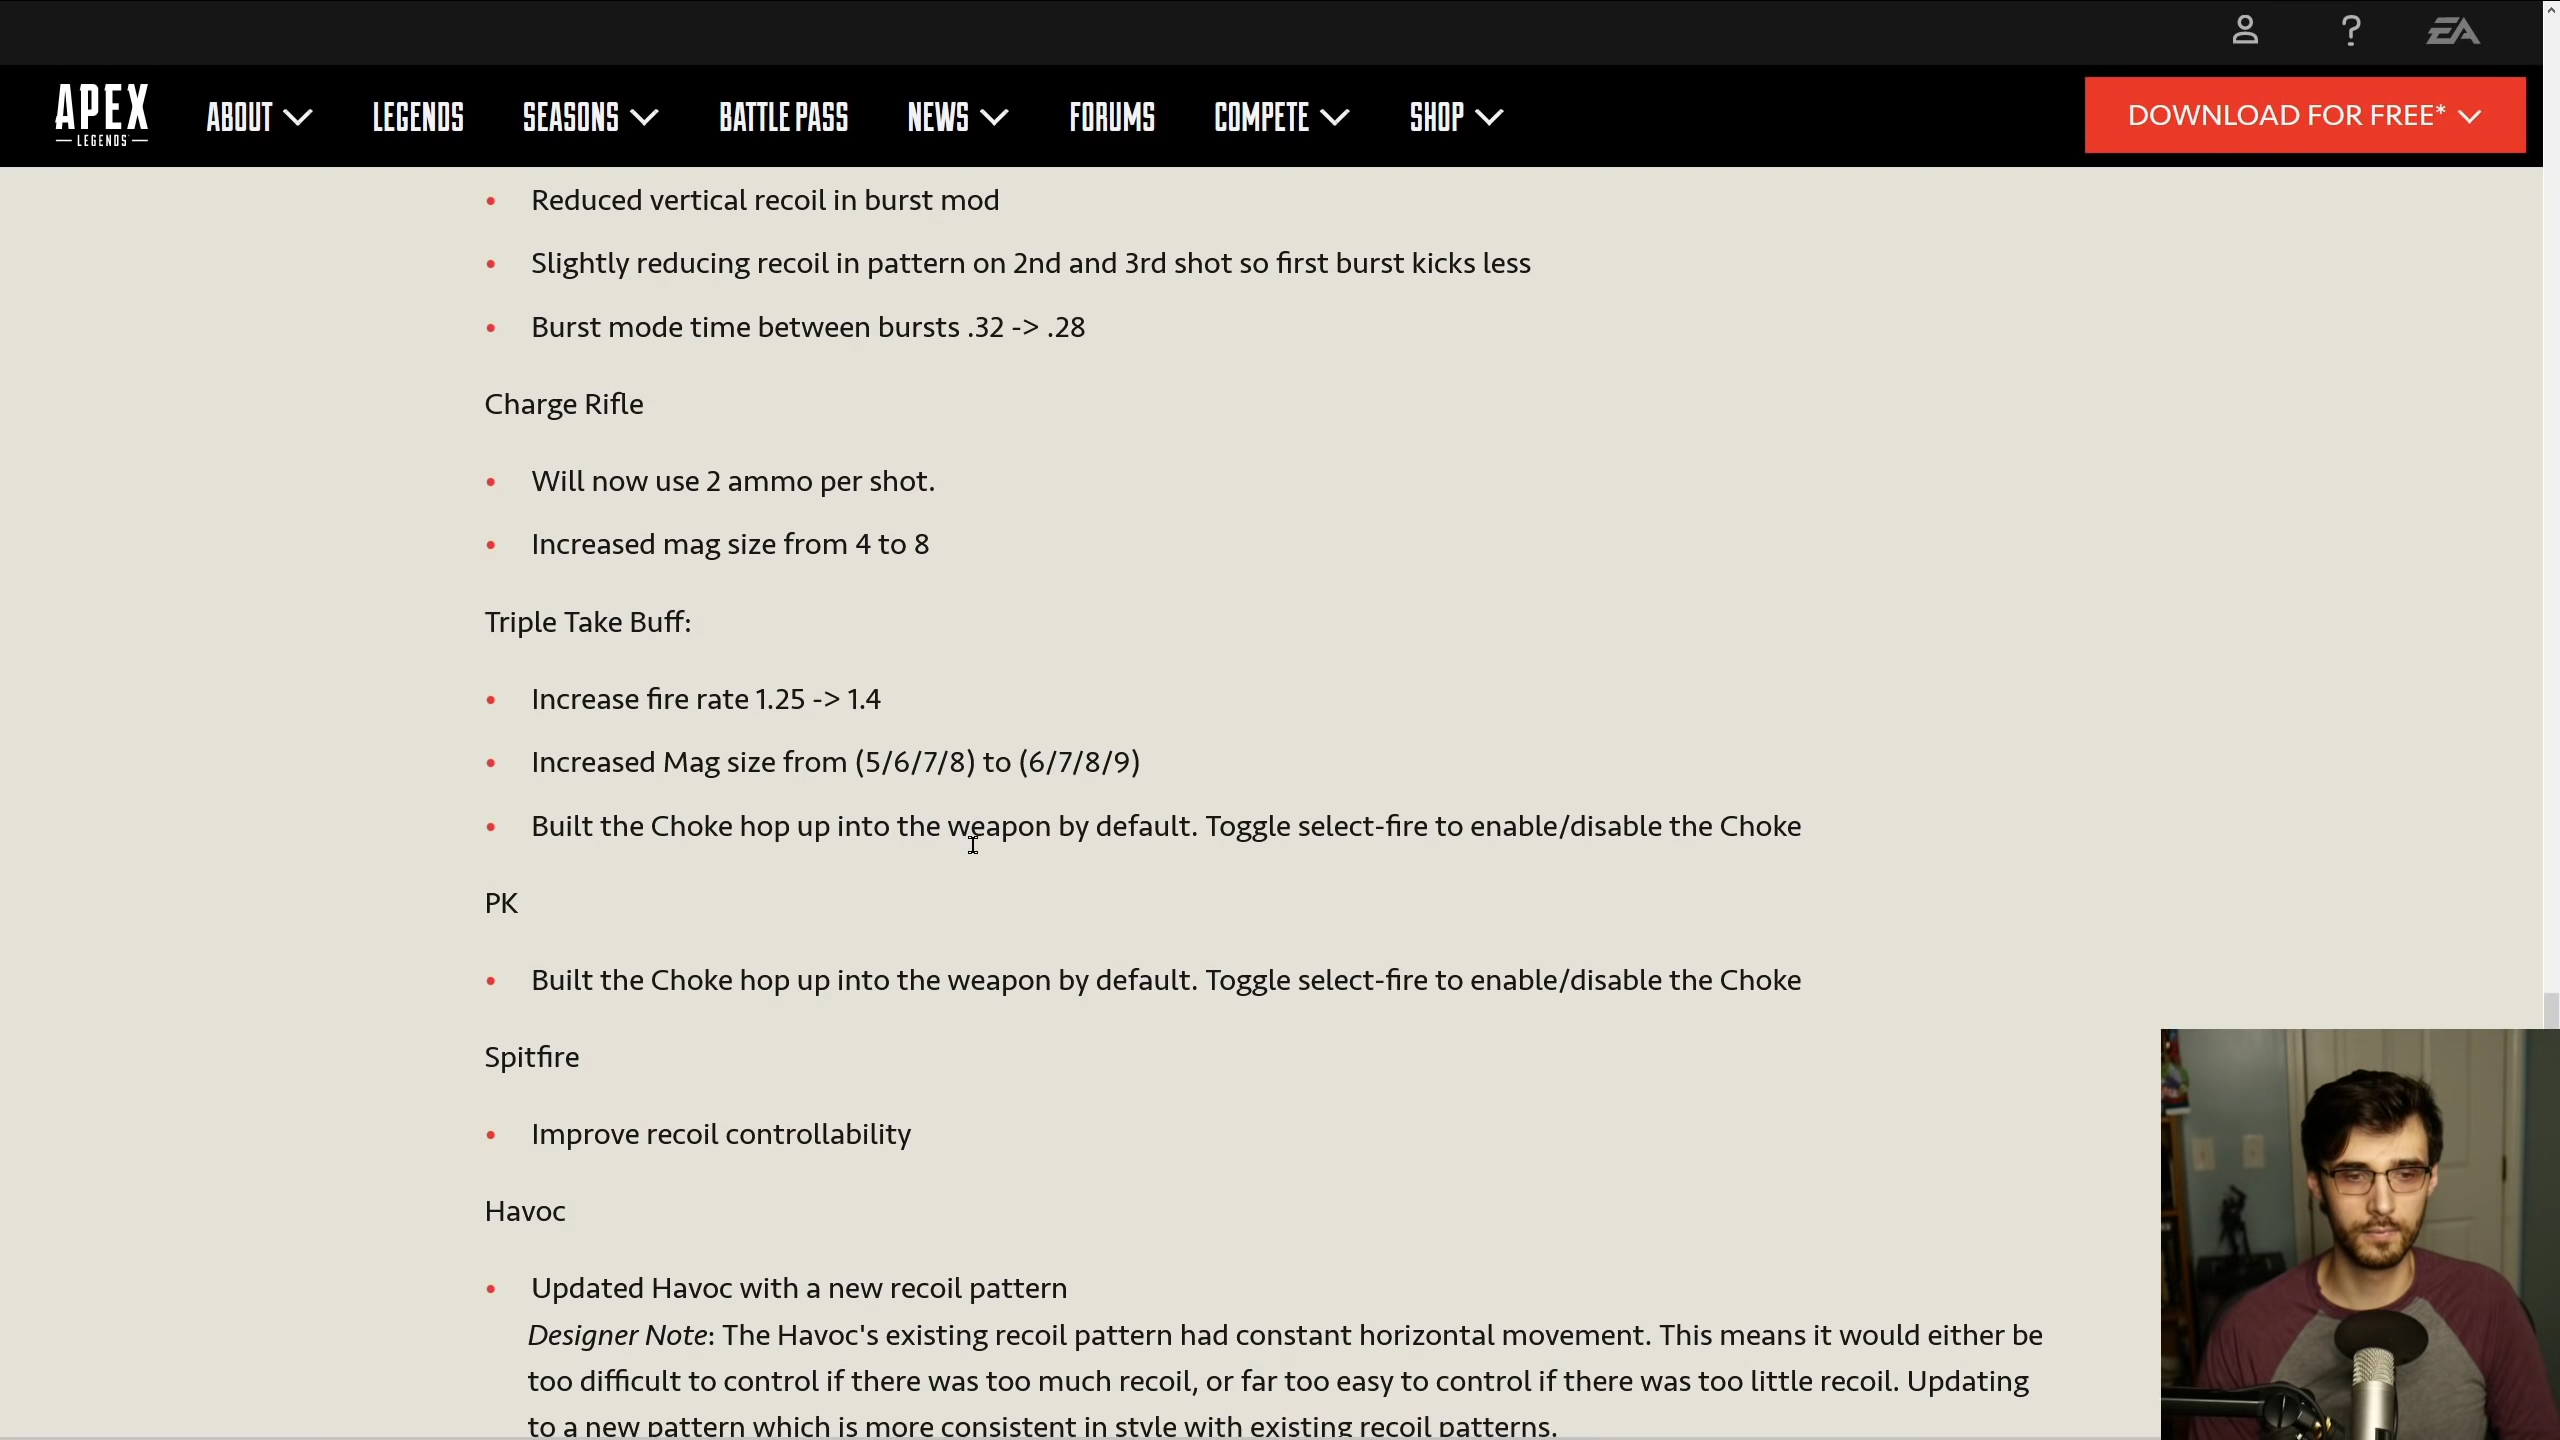 APEX
LEGENDS
ABOUT
LEGENDS
SEASONS
BATTLE PASS
NEWS
FORUMS
COMPETE
SHOP
EA
DOWNLOAD FOR FREE*
• Reduced vertical recoil in burst mod
• Slightly reducing recoil in pattern on 2nd and 3rd shot so first burst kicks less
• Burst mode time between bursts .32 -> .28
Charge Rifle
• Will now use 2 ammo per shot.
• Increased mag size from 4 to 8
Triple Take Buff:
• Increase fire rate 1.25 -> 1.4
• Increased Mag size from (5/6/7/8) to (6/7/8/9)
• Built the Choke hop up into the weapon by default. Toggle select-fire to enable/disable the Choke
PK
• Built the Choke hop up into the weapon by default. Toggle select-fire to enable/disable the Choke
Spitfire
• Improve recoil controllability
Havoc
• Updated Havoc with a new recoil pattern
Designer Note: The Havoc's existing recoil pattern had constant horizontal movement. This means it would either be
too difficult to control if there was too much recoil, or far too easy to control if there was too little recoil. Updating
to a new pattern which is more consistent in style with existing recoil patterns.